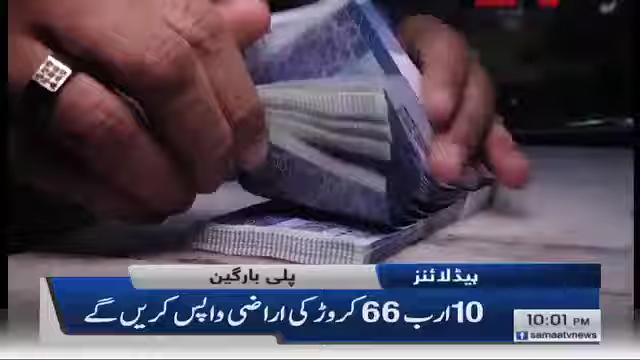 ہیڈلائنز
پلی بارگین
10 ارب 66 کروڑ کی اراضی واپس کریں گے
10:01 PM
samaatvnews